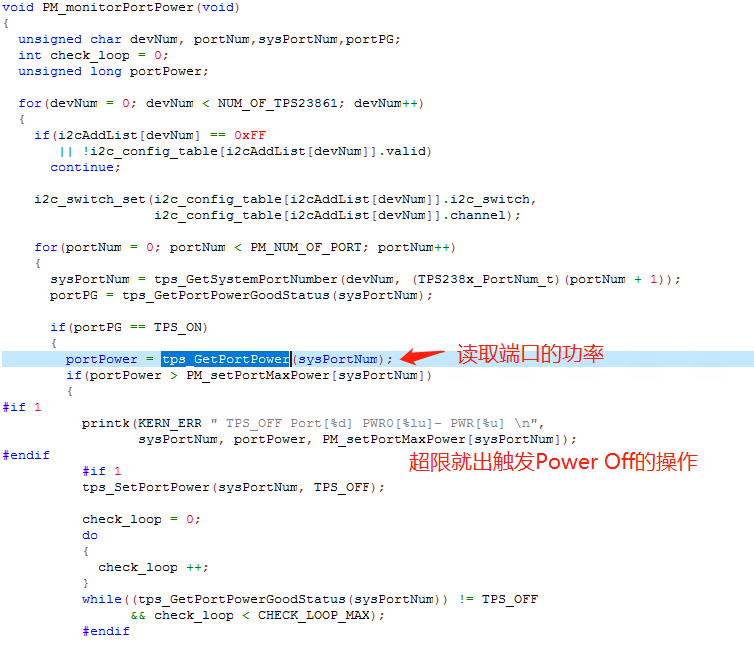 void PM_monitorPortPower(void)
{
  unsigned char devNum, portNum,sysPortNum,portPG;
  int check_loop = 0;
  unsigned long portPower;

  for(devNum = 0; devNum < NUM_OF_TPS23861; devNum++)
  {
    if(i2cAddList[devNum] == 0xFF
       || !i2c_config_table[i2cAddList[devNum]].valid)
      continue;

    i2c_switch_set(i2c_config_table[i2cAddList[devNum]].i2c_switch,
                   i2c_config_table[i2cAddList[devNum]].channel);

    for(portNum = 0; portNum < PM_NUM_OF_PORT; portNum++)
    {
      sysPortNum = tps_GetSystemPortNumber(devNum, (TPS238x_PortNum_t)(portNum + 1));
      portPG = tps_GetPortPowerGoodStatus(sysPortNum);

      if(portPG == TPS_ON)
      {
        portPower = tps_GetPortPower(sysPortNum); 读取端口的功率
        if(portPower > PM_setPortMaxPower[sysPortNum])
        {
#if 1
          printk(KERN_ERR " TPS_OFF Port[%d] PWRO[%lu]- PWR[%u] \n",
                 sysPortNum, portPower, PM_setPortMaxPower[sysPortNum]);
#endif
超限就出触发Power Off的操作
          #if 1
          tps_SetPortPower(sysPortNum, TPS_OFF);

          check_loop = 0;
          do
          {
            check_loop ++;
          }
          while((tps_GetPortPowerGoodStatus(sysPortNum)) != TPS_OFF
                && check_loop < CHECK_LOOP_MAX);
          #endif